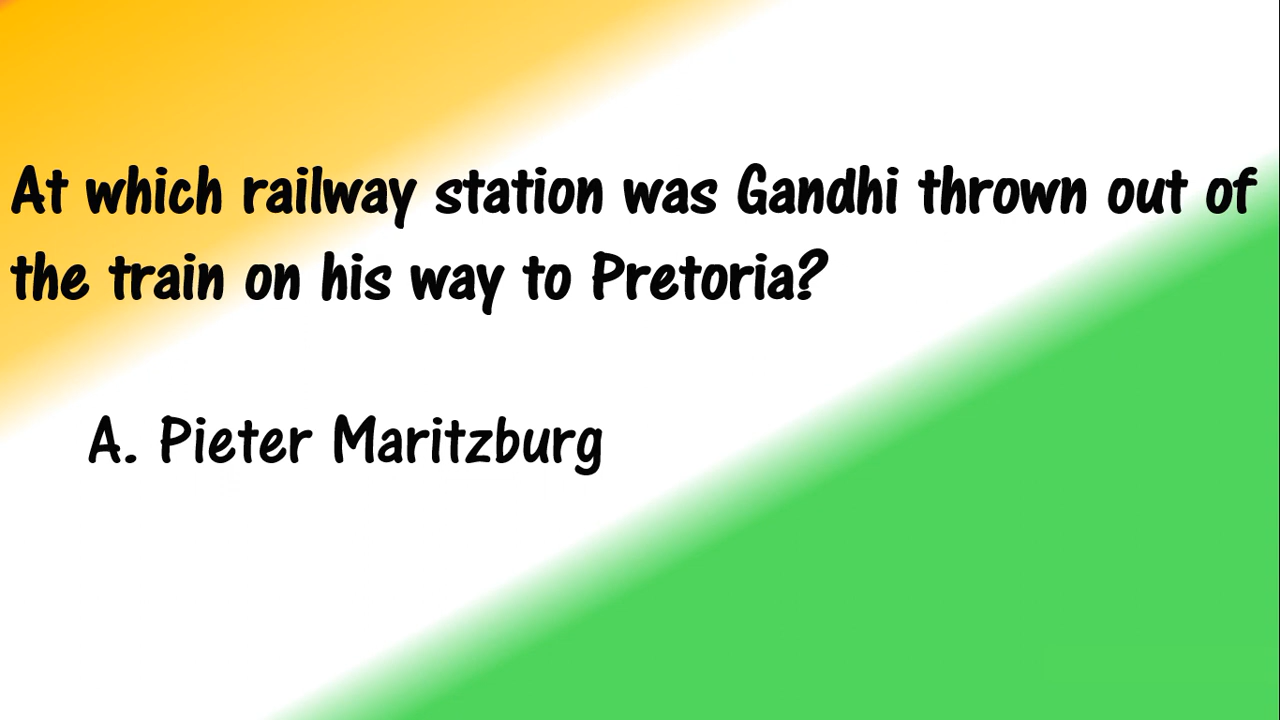 At which railway station was Gandhi thrown out of
the train on his way to Pretoria?
A. Pieter Maritzburg